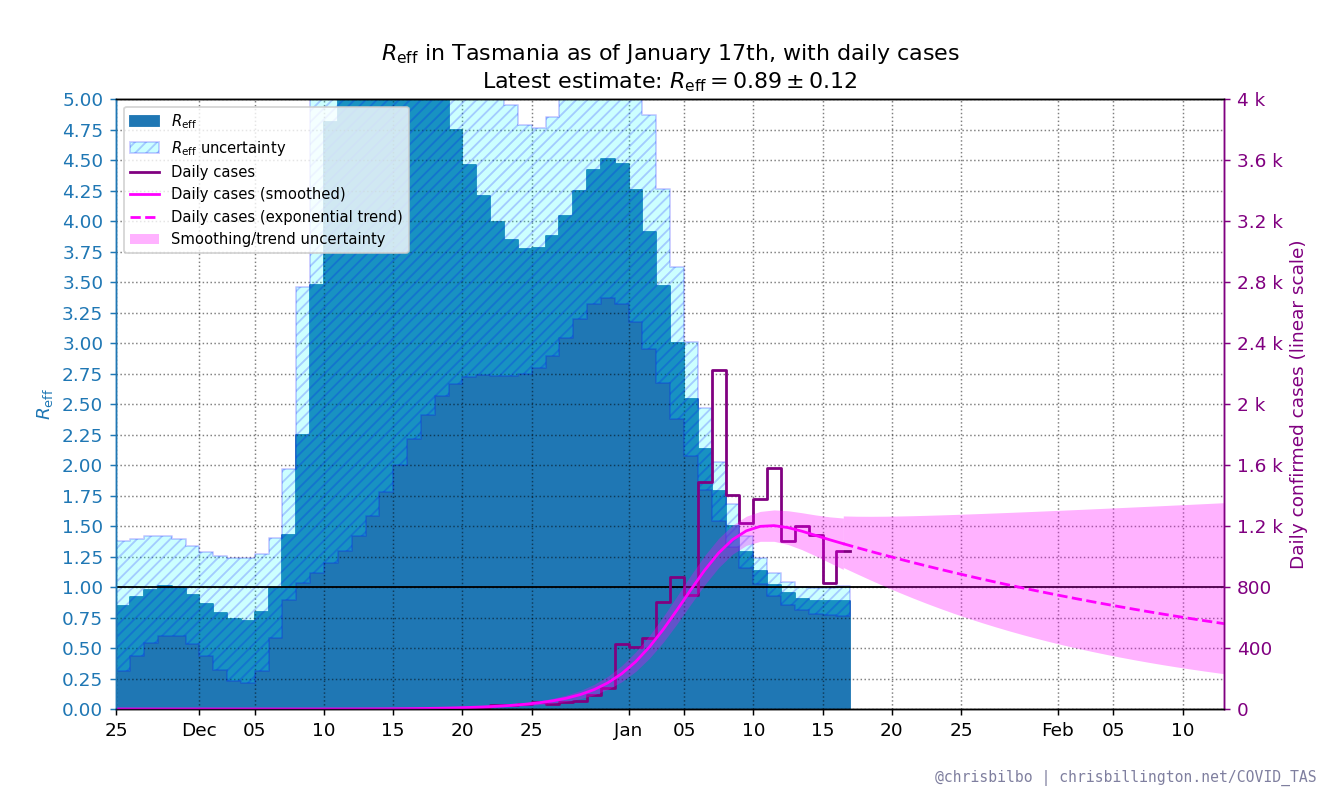 Reff in Tasmania as of January 17th, with daily cases
Latest estimate: Reff = 0.89 ± 0.12
Reff
Reff uncertainty
Daily cases
Daily cases (smoothed)
Daily cases (exponential trend)
Smoothing/trend uncertainty
5.00
4.75
4.50
4.25
4.00
3.75
3.50
3.25
3.00
2.75
2.50
2.25
2.00
1.75
1.50
1.25
1.00
0.75
0.50
0.25
0.00
Reff
4 k
3.6 k
3.2 k
2.8 k
2.4 k
2 k
1.6 k
1.2 k
800
400
0
Daily confirmed cases (linear scale)
25 Dec 05 10 15 20 25 Jan 05 10 15 20 25 Feb 05 10
@chrisbilbo | chrisbillington.net/COVID_TAS